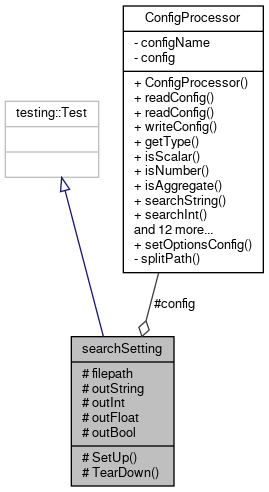 ConfigProcessor
- configName
- config
+ ConfigProcessor()
+ readConfig()
+ readConfig()
+ writeConfig()
+ getType()
+ isScalar()
+ isNumber()
+ isAggregate()
+ searchString()
+ searchInt()
and 12 more...
+ setOptionsConfig()
- splitPath()
testing::Test
#config
searchSetting
# filepath
# outString
# outInt
# outFloat
# outBool
# SetUp()
# TearDown()